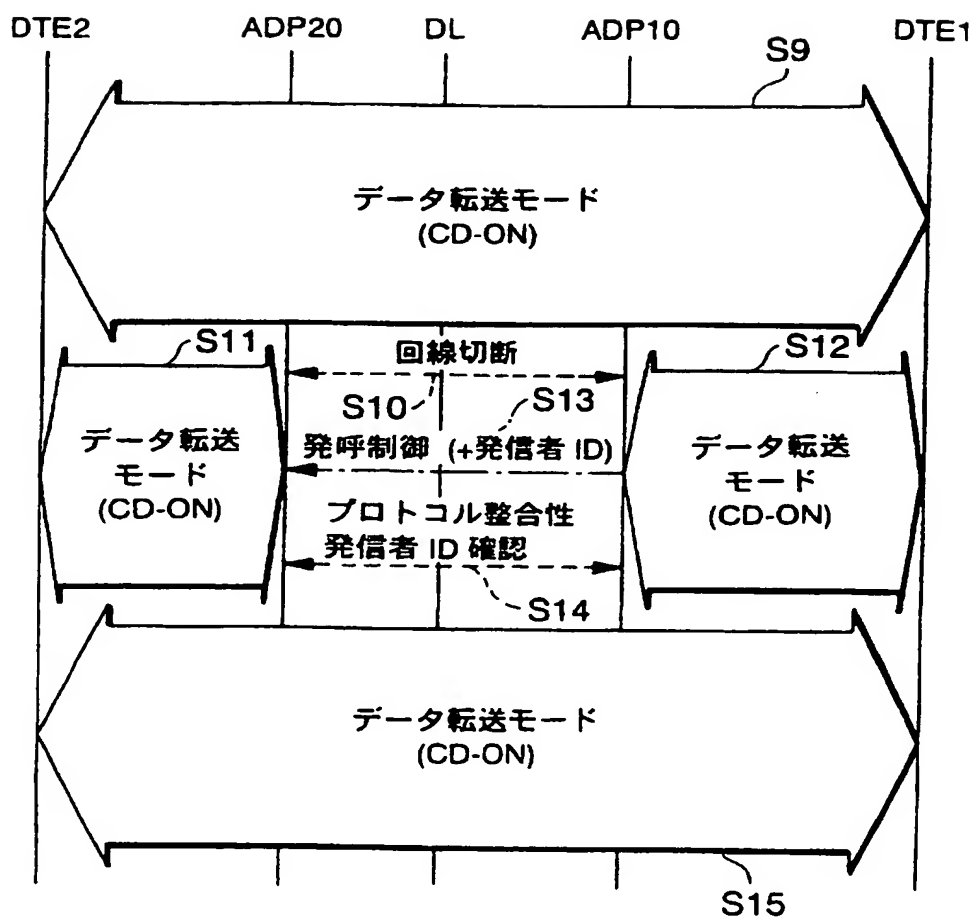 DTE2 ADP20 DL ADP10 DTE1
S9
データ転送モード
(CD-ON)
S11
回線切断
S12
S10
S13
データ転送
モード
(CD-ON)
発呼制御 (+発信者 ID)
データ転送
モード
(CD-ON)
プロトコル整合性
発信者 ID 確認
S14
データ転送モード
(CD-ON)
S15